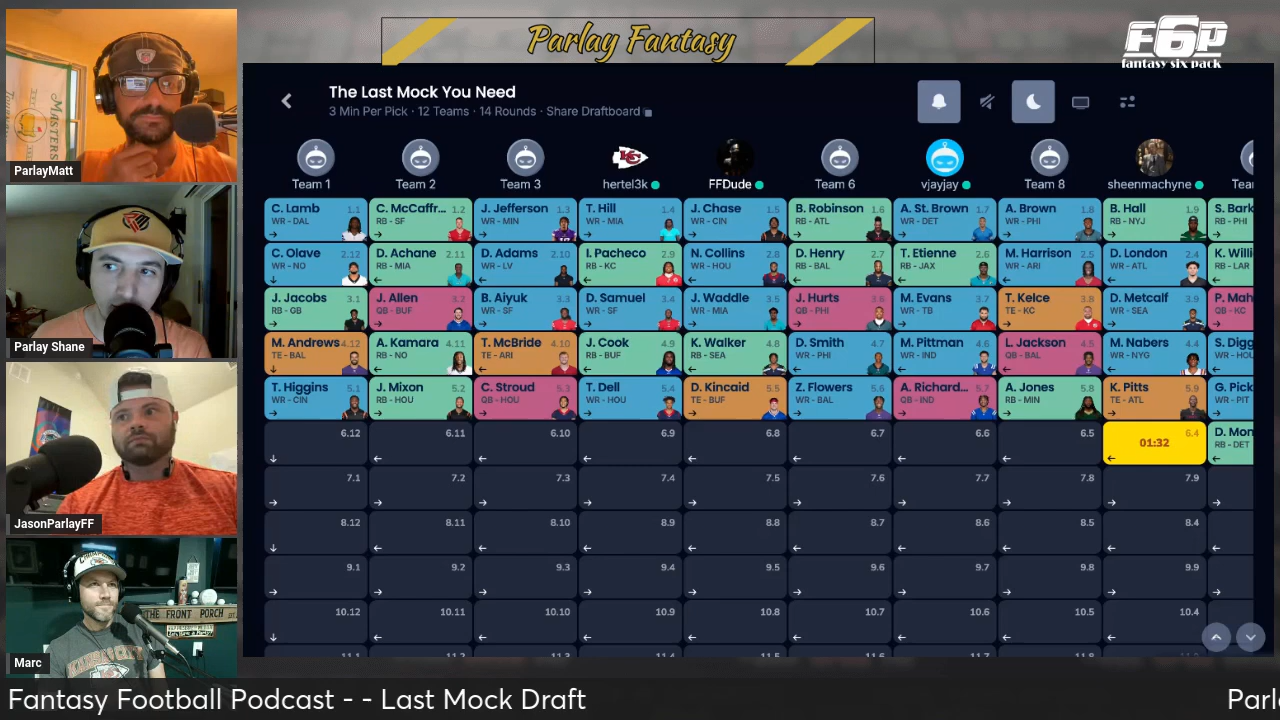 Parlay Fantasy
F6P
fantasy six pack
The Last Mock You Need
3 Min Per Pick · 12 Teams · 14 Rounds · Share Draftboard
Team 1 Team 2 Team 3 hertel3k FFDude Team 6 vjayjay Team 8 sheenmachyne Tear
C. Lamb 1.1 C. McCaffr... 1.2 J. Jefferson 1.3 T. Hill 1.4 J. Chase 1.5 B. Robinson 1.6 A. St. Brown 1.7 A. Brown 1.8 B. Hall 1.9 S. Bark
WR - DAL RB - SF WR - MIN WR - MIA WR - CIN RB - ATL WR - DET WR - PHI RB - NYJ RB - PHI
C. Olave 2.12 D. Achane 2.11 D. Adams 2.10 I. Pacheco 2.9 N. Collins 2.8 D. Henry 2.7 T. Etienne 2.6 M. Harrison 2.5 D. London 2.4 K. Willi
WR - NO RB - MIA WR - LV RB - KC WR - HOU RB - BAL RB - JAX WR - ARI WR - ATL RB - LAR
J. Jacobs 3.1 J. Allen 3.2 B. Aiyuk 3.3 D. Samuel 3.4 J. Waddle 3.5 J. Hurts 3.6 M. Evans 3.7 T. Kelce 3.8 D. Metcalf 3.9 P. Mah
RB - GB QB - BUF WR - SF WR - SF WR - MIA QB - PHI WR - TB TE - KC WR - SEA QB - KC
M. Andrews 4.12 A. Kamara 4.11 T. McBride 4.10 J. Cook 4.9 K. Walker 4.8 D. Smith 4.7 M. Pittman 4.6 L. Jackson 4.5 M. Nabers 4.4 S. Digg
TE - BAL RB - NO TE - ARI RB - BUF RB - SEA WR - PHI WR - IND QB - BAL WR - NYG WR - HOU
T. Higgins 5.1 J. Mixon 5.2 C. Stroud 5.3 T. Dell 5.4 D. Kincaid 5.5 Z. Flowers 5.6 A. Richard... 5.7 A. Jones 5.8 K. Pitts 5.9 G. Pick
WR - CIN RB - HOU QB - HOU WR - HOU TE - BUF WR - BAL QB - IND RB - MIN TE - ATL WR - PIT
6.12 6.11 6.10 6.9 6.8 6.7 6.6 6.5 6.4 D. Mon
01:32 RB - DET
7.1 7.2 7.3 7.4 7.5 7.6 7.7 7.8 7.9
8.12 8.11 8.10 8.9 8.8 8.7 8.6 8.5 8.4
9.1 9.2 9.3 9.4 9.5 9.6 9.7 9.8 9.9
10.12 10.11 10.10 10.9 10.8 10.7 10.6 10.5 10.4
ParlayMatt
MASTERS
Parlay Shane
JasonParlayFF
THE FRONT PORCH
KANSAS CITY
Marc
Fantasy Football Podcast - - Last Mock Draft
Parl